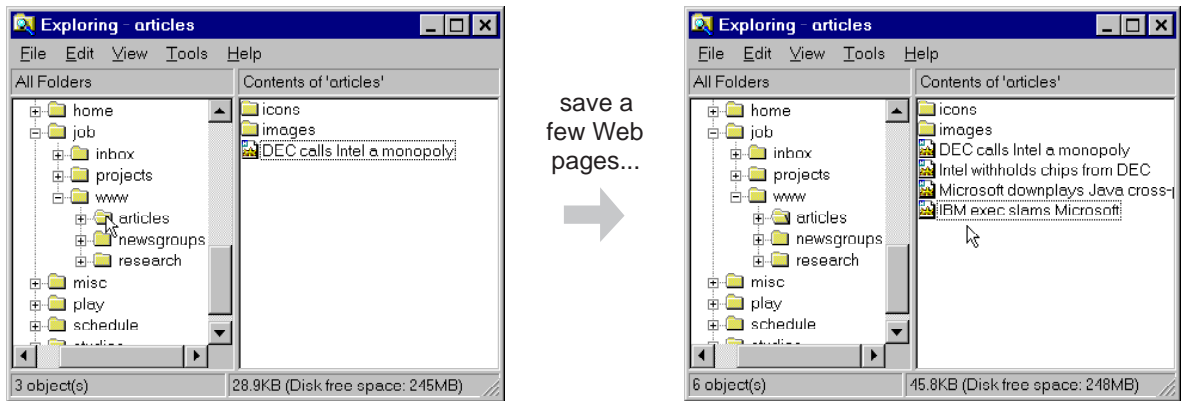 Exploring - articles
File Edit View Tools Help
All Folders
Contents of 'articles'
home
job
inbox
projects
www
articles
newsgroups
research
misc
play
schedule
icons
images
DEC calls Intel a monopoly
3 object(s)
28.9KB (Disk free space: 245MB)
save a
few Web
pages...
Exploring - articles
File Edit View Tools Help
All Folders
Contents of 'articles'
home
job
inbox
projects
www
articles
newsgroups
research
misc
play
schedule
icons
images
DEC calls Intel a monopoly
Intel withholds chips from DEC
Microsoft downplays Java cross-
IBM exec slams Microsoft
6 object(s)
45.8KB (Disk free space: 248MB)